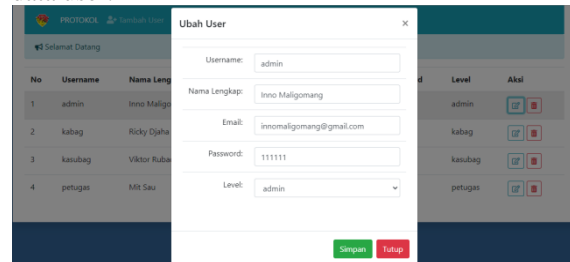 PROTOKOL Tambah User
Ubah User ×
Selamat Datang
Username: admin
No Username Nama Leng d Level Aksi
Nama Lengkap: Inno Maligomang
1 admin Inno Maligo admin
Email: innomaligomang@gmail.com
2 kabag Ricky Djaha kabag
Password: 111111
3 kasubag Viktor Ruba kasubag
Level: admin
4 petugas Mit Sau petugas
Simpan Tutup